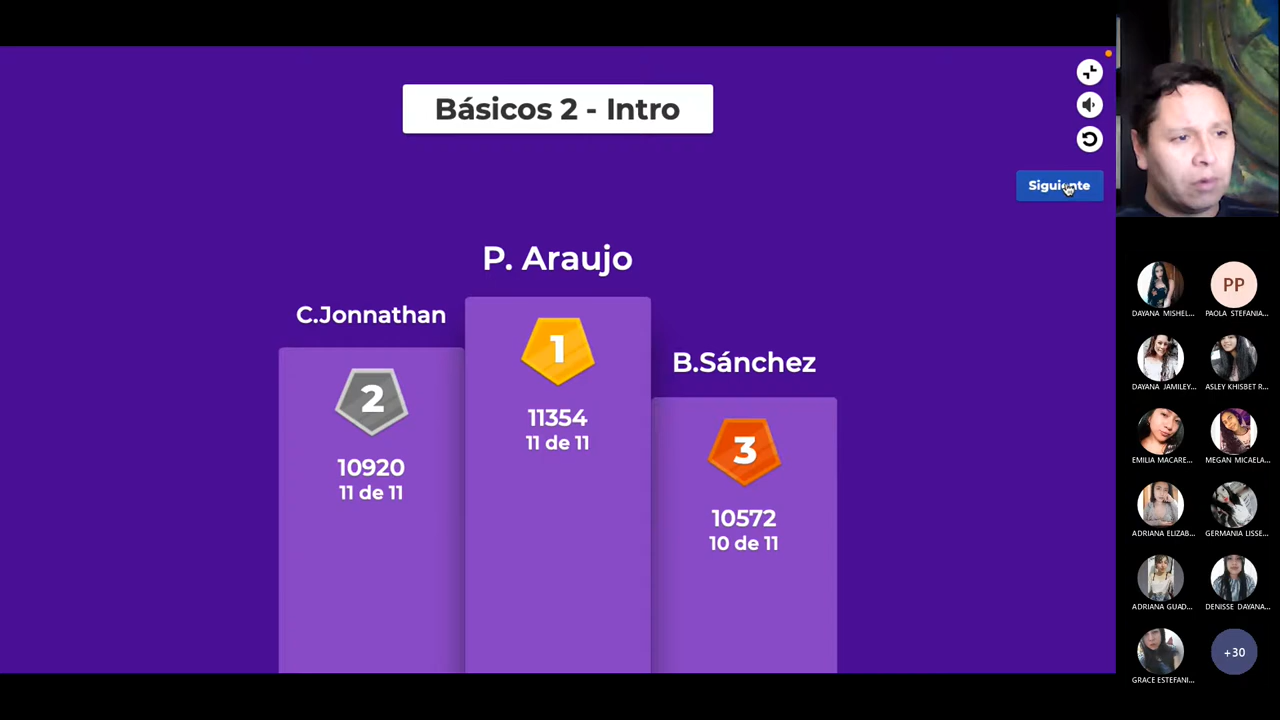 Básicos 2 - Intro
Siguiente
P. Araujo
C.Jonnathan
B.Sánchez
1
11354
11 de 11
2
10920
11 de 11
3
10572
10 de 11
PP
DAYANA MISHEL...
PAOLA STEFANIA...
DAYANA JAMILEY...
ASLEY KHISBET R...
EMILIA MACARE...
MEGAN MICAELA...
ADRIANA ELIZAB...
GERMANIA LISSE...
ADRIANA GUAD...
DENISSE DAYANA...
GRACE ESTEFANI...
+30